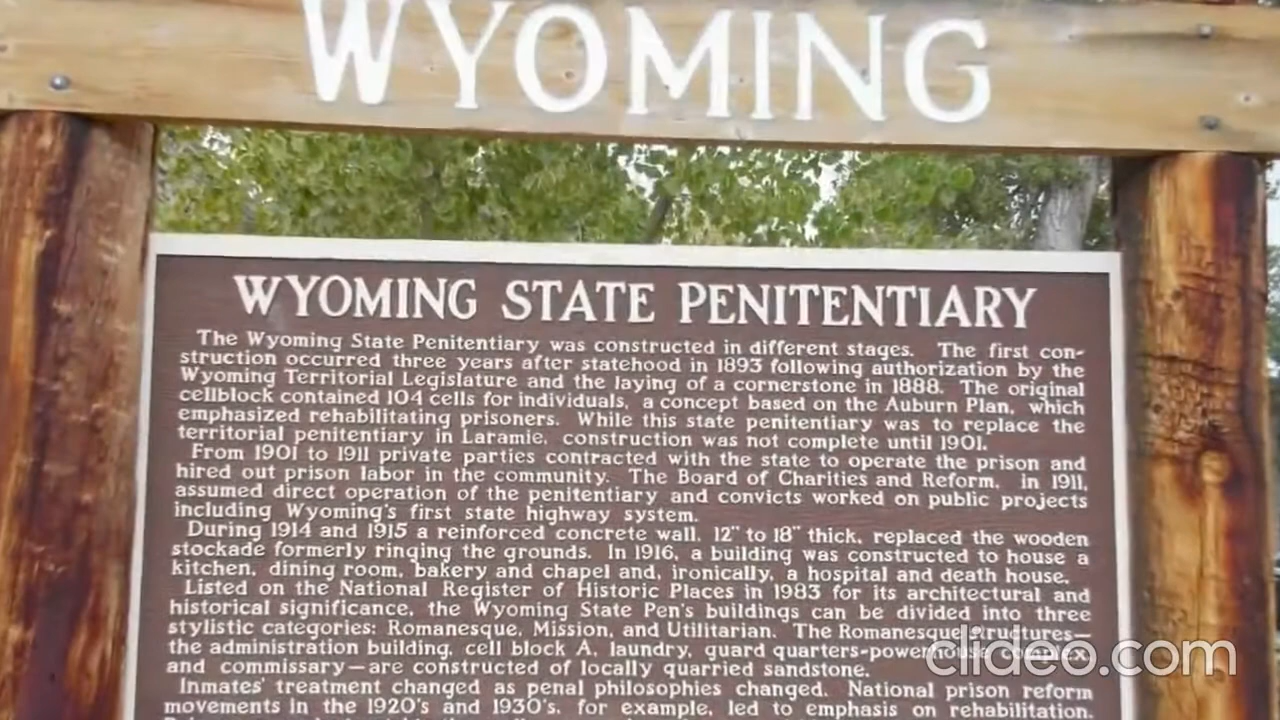 WYOMING
WYOMING STATE PENITENTIARY
The Wyoming State Penitentiary was constructed in different stages. The first con-
struction occurred three years after statehood in 1893 following authorization by the
Wyoming Territorial Legislature and the laying of a cornerstone in 1888. The original
cellblock contained 104 cells for individuals, a concept based on the Auburn Plan, which
emphasized rehabilitating prisoners. While this state penitentiary was to replace the
territorial penitentiary in Laramie, construction was not complete until 1901.
From 1901 to 1911 private parties contracted with the state to operate the prison and
hired out prison labor in the community. The Board of Charities and Reform, in 1911,
assumed direct operation of the penitentiary and convicts worked on public projects
including Wyoming's first state highway system.
During 1914 and 1915 a reinforced concrete wall, 12" to 18" thick, replaced the wooden
stockade formerly ringing the grounds. In 1916, a building was constructed to house a
kitchen, dining room, bakery and chapel and, ironically, a hospital and death house.
Listed on the National Register of Historic Places in 1983 for its architectural and
historical significance, the Wyoming State Pen's buildings can be divided into three
stylistic categories: Romanesque, Mission, and Utilitarian. The Romanesque structures—
the administration building, cell block A, laundry, guard quarters-powerhouse complex,
and commissary—are constructed of locally quarried sandstone.
Inmates' treatment changed as penal philosophies changed. National prison reform
movements in the 1920's and 1930's, for example, led to emphasis on rehabilitation.
clideo.com